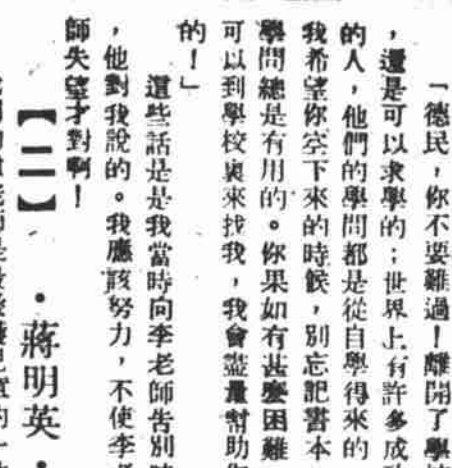 「德民,你不要難過!離開了學
,還是可以求學的;世界上有許多成
的人,他們的學問都是從自學得來的
我希望你空下來的時候,別忘記書本
學問總是有用的。你果如有甚麼困難
可以到學校裏來找我,我會盡量幫助
的!」
這些話是是我當時向李老師告別
,他對我說的。我應該努力,不使李
師失望才對啊!
【二】 ·蔣明英·